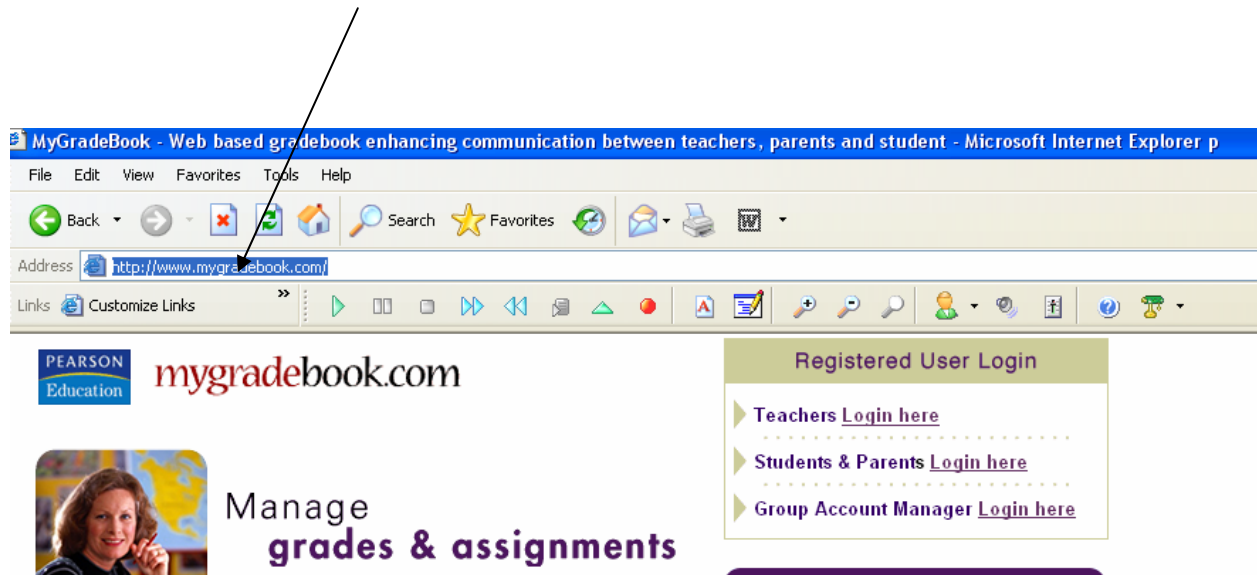 MyGradeBook - Web based gradebook enhancing communication between teachers, parents and student - Microsoft Internet Explorer p
File Edit View Favorites Tools Help
Back Search Favorites
Address http://www.mygradebook.com/
Links Customize Links »
PEARSON
Education
mygradebook.com
Registered User Login
Teachers Login here
Students & Parents Login here
Group Account Manager Login here
Manage
grades & assignments